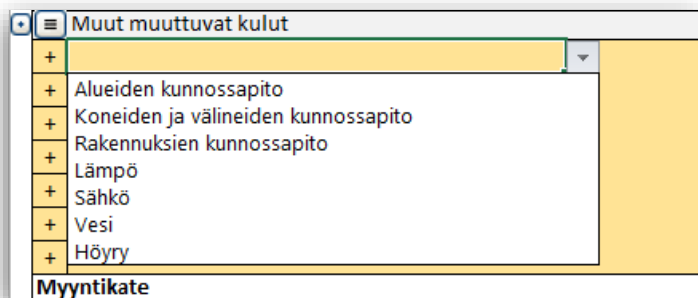 Muut muuttuvat kulut
+
+ Alueiden kunnossapito
+ Koneiden ja välineiden kunnossapito
+ Rakennuksien kunnossapito
Lämpö
+ Sähkö
+ Vesi
+ Höyry
Myyntikate